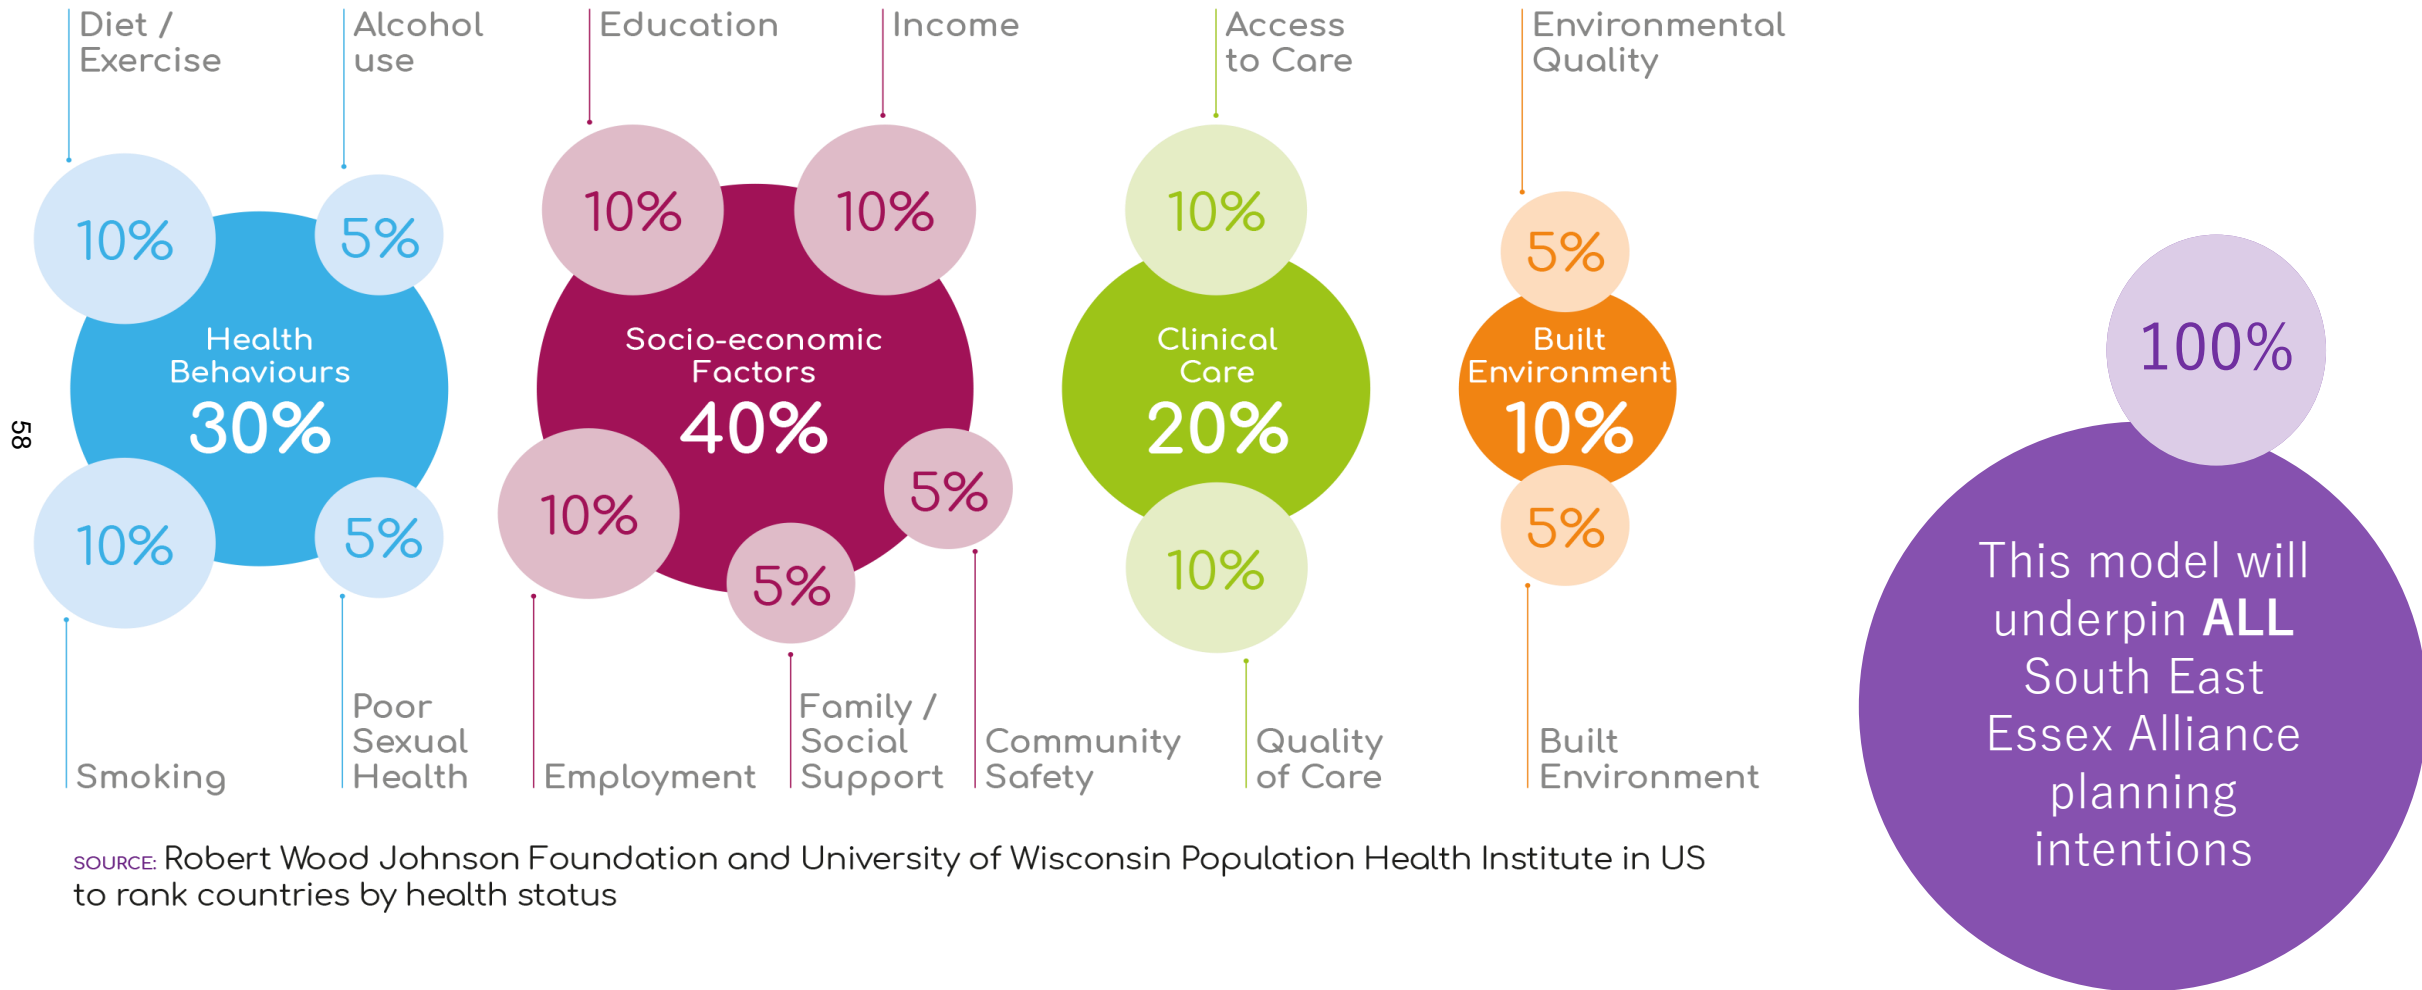 Diet /
Exercise
Alcohol
use
Education
Income
Access
to Care
Environmental
Quality
10%
5%
10%
10%
10%
5%
Health
Behaviours
30%
Socio-economic
Factors
40%
Clinical
Care
20%
Built
Environment
10%
10%
5%
10%
5%
5%
10%
5%
Smoking
Poor
Sexual
Health
Employment
Family /
Social
Support
Community
Safety
Quality
of Care
Built
Environment
100%
This model will
underpin ALL
South East
Essex Alliance
planning
intentions
SOURCE: Robert Wood Johnson Foundation and University of Wisconsin Population Health Institute in US
to rank countries by health status
58